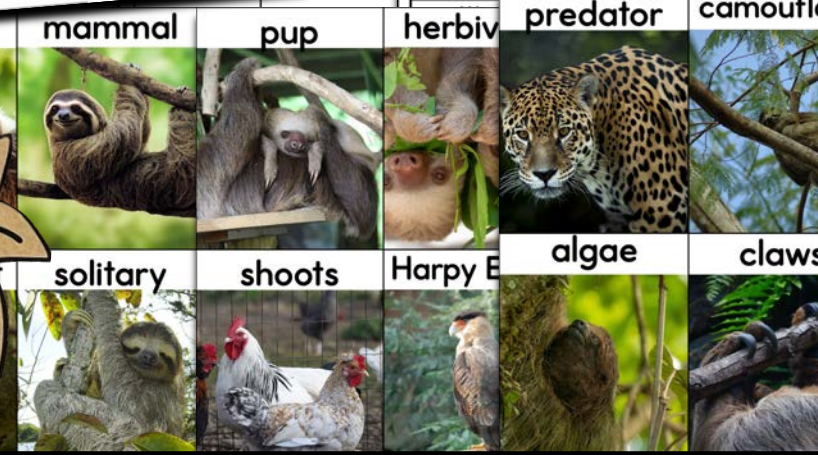 mammal
pup
herbiv
predator
camoufl
solitary
shoots
Harpy E
algae
claws